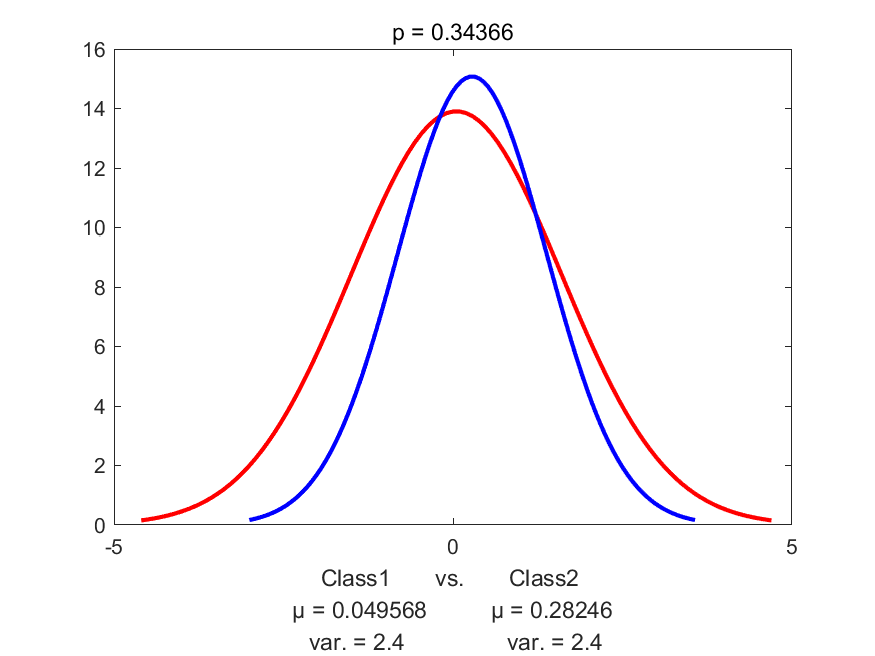 p = 0.34366
16
14
12
10
8
6
4
2
0
-5 0 5
Class1 vs. Class2
μ = 0.049568 μ = 0.28246
var. = 2.4 var. = 2.4